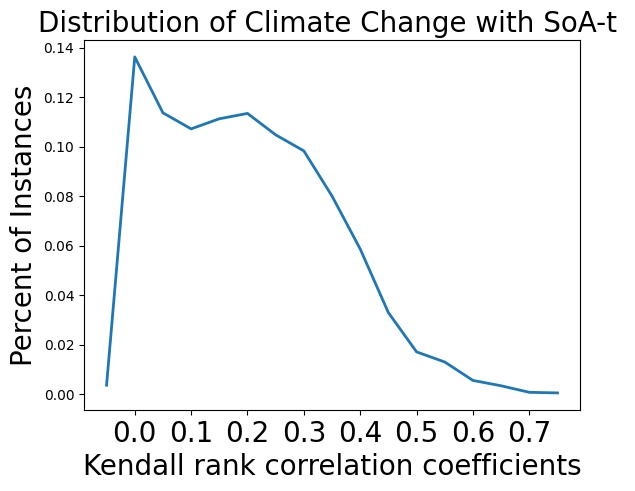 Distribution of Climate Change with SoA-t
Percent of Instances
0.14
0.12
0.10
0.08
0.06
0.04
0.02
0.00
0.0 0.1 0.2 0.3 0.4 0.5 0.6 0.7
Kendall rank correlation coefficients